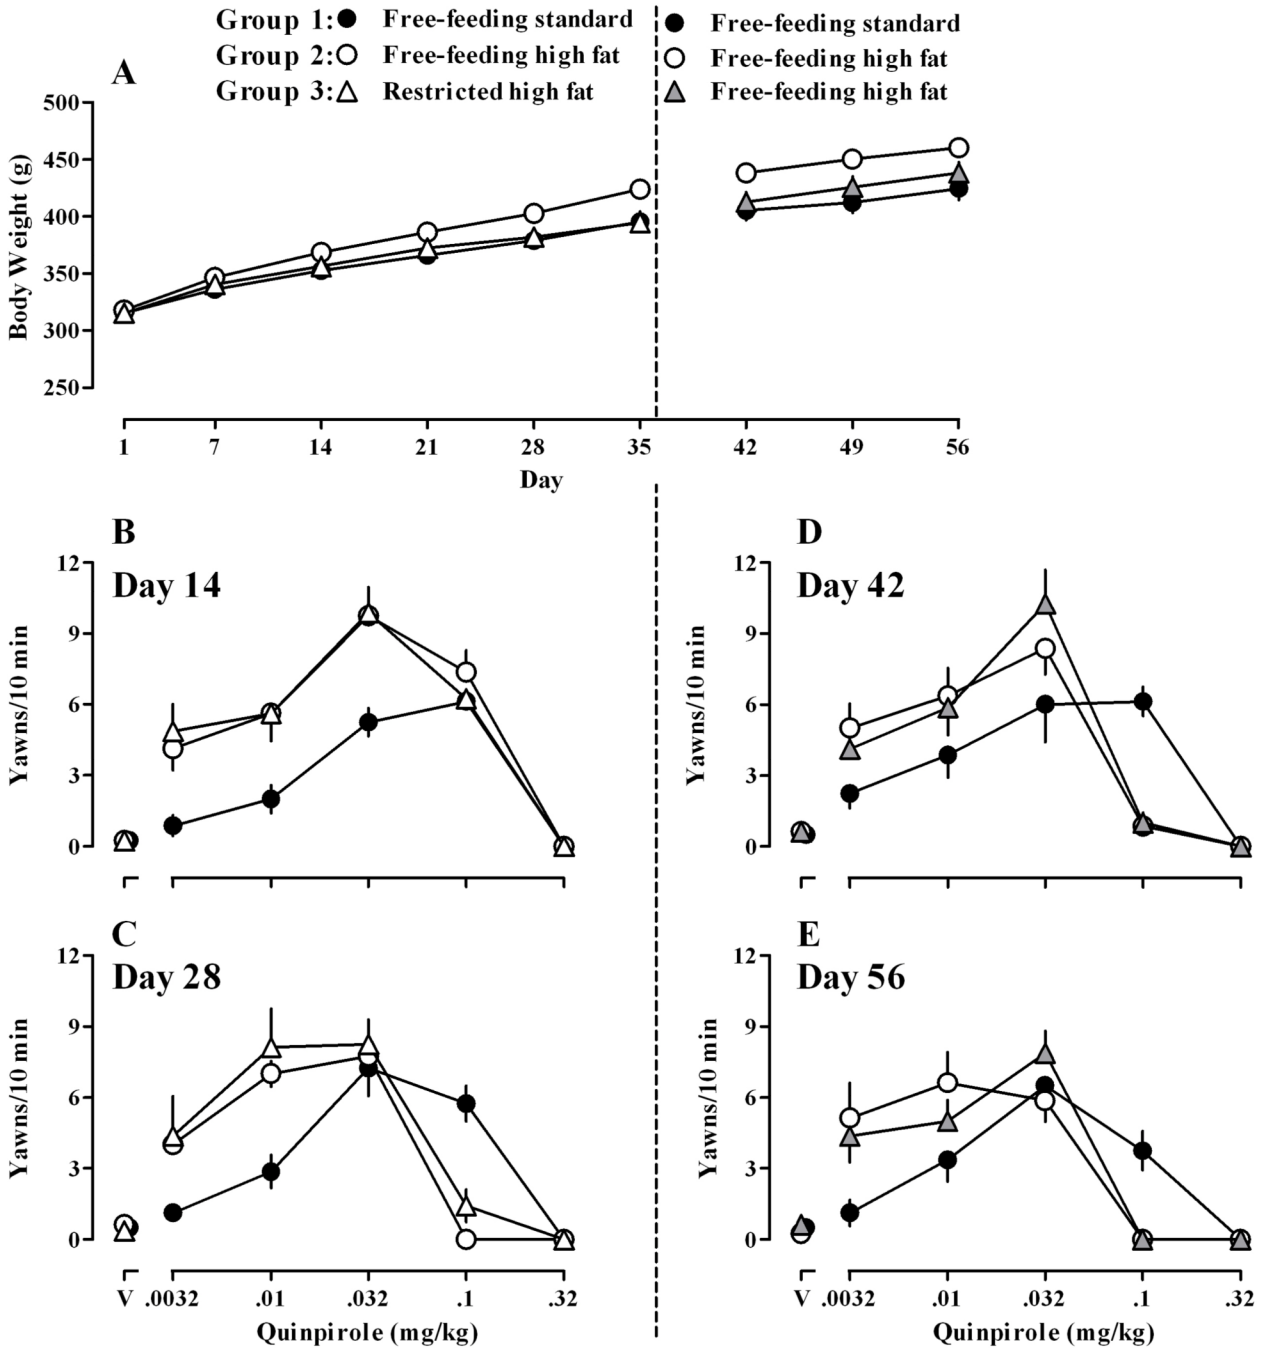 Group 1: Free-feeding standard
Group 2: Free-feeding high fat
Group 3: Restricted high fat
Free-feeding standard
Free-feeding high fat
Free-feeding high fat
A
500
450
400
350
300
250
Body Weight (g)
1 7 14 21 28 35 42 49 56
Day
B
Day 14
12
9
6
3
0
Yawns/10 min
D
Day 42
12
9
6
3
0
Yawns/10 min
C
Day 28
12
9
6
3
0
Yawns/10 min
V .0032 .01 .032 .1 .32
Quinpirole (mg/kg)
E
Day 56
12
9
6
3
0
Yawns/10 min
V .0032 .01 .032 .1 .32
Quinpirole (mg/kg)